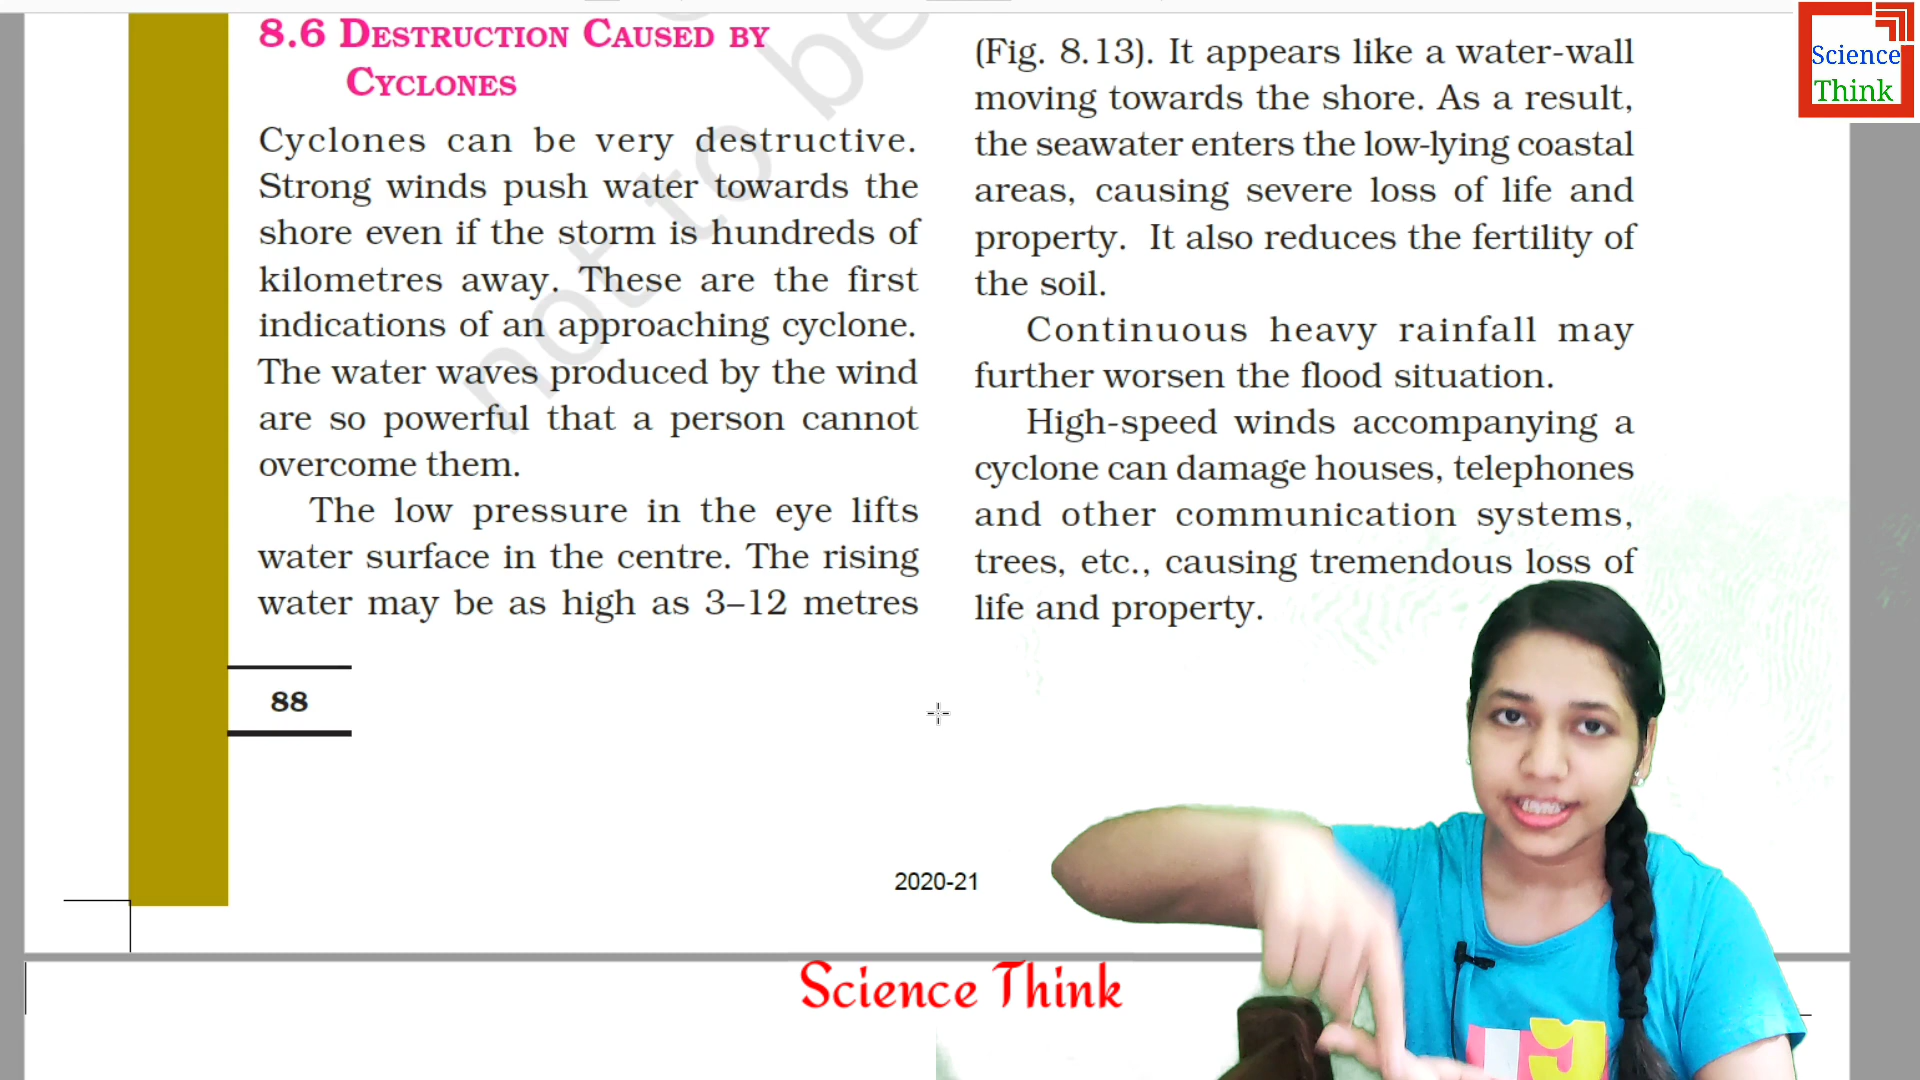 8.6 DESTRUCTION CAUSED BY
CYCLONES
Cyclones can be very destructive.
Strong winds push water towards the
shore even if the storm is hundreds of
kilometres away. These are the first
indications of an approaching cyclone.
The water waves produced by the wind
are so powerful that a person cannot
overcome them.
The low pressure in the eye lifts
water surface in the centre. The rising
water may be as high as 3–12 metres
88
(Fig. 8.13). It appears like a water-wall
moving towards the shore. As a result,
the seawater enters the low-lying coastal
areas, causing severe loss of life and
property. It also reduces the fertility of
the soil.
Continuous heavy rainfall may
further worsen the flood situation.
High-speed winds accompanying a
cyclone can damage houses, telephones
and other communication systems,
trees, etc., causing tremendous loss of
life and property.
not to be
2020-21
Science Think
Science
Think